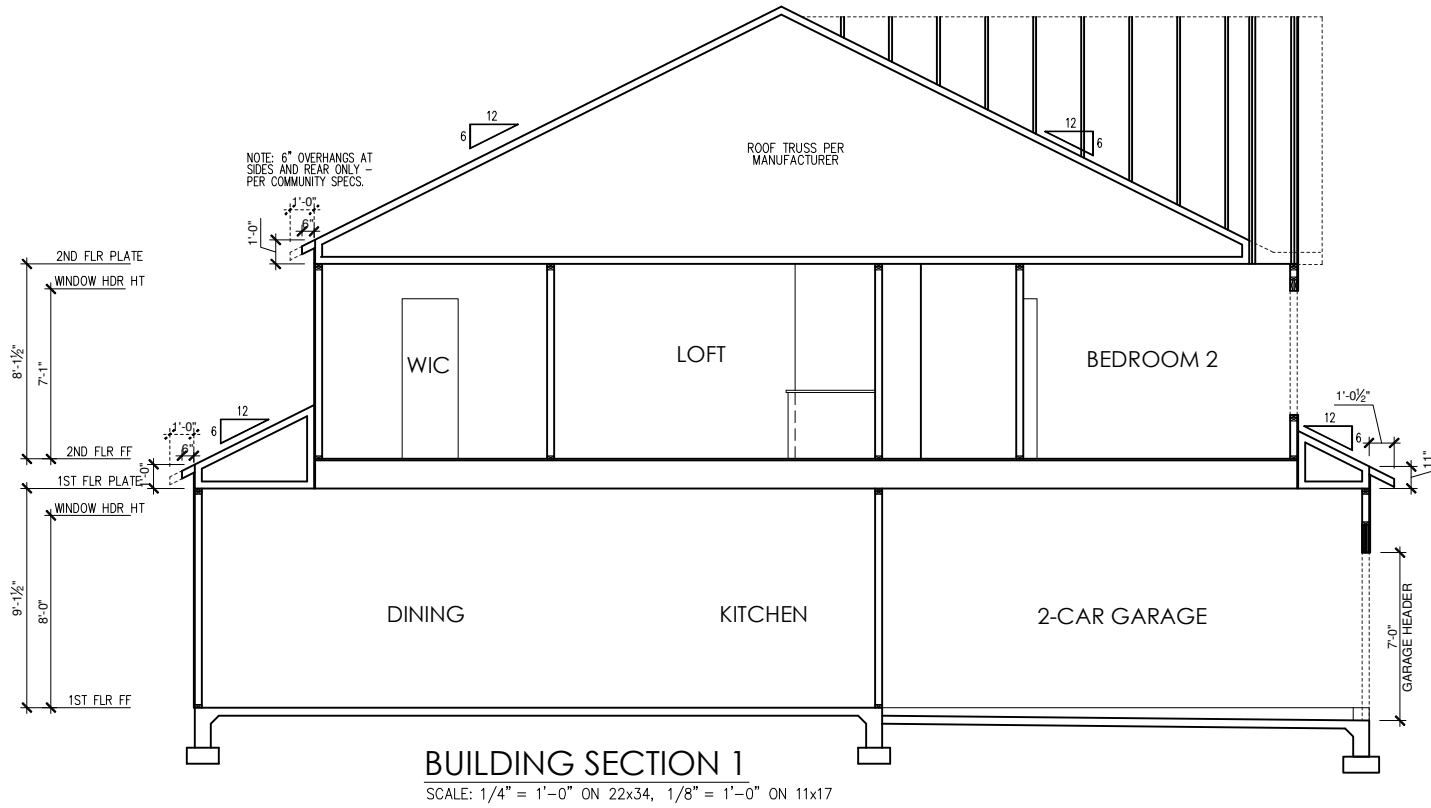 12
6
12
6
ROOF TRUSS PER
MANUFACTURER
NOTE: 6" OVERHANGS AT
SIDES AND REAR ONLY –
PER COMMUNITY SPECS.
1'-0"
6"
1'-0"
2ND FLR PLATE
WINDOW HDR HT
8'-1½"
7'-1"
WIC
LOFT
BEDROOM 2
12
6
1'-0"
6"
1'-0½"
12
6
11"
2ND FLR FF
1ST FLR PLATE
WINDOW HDR HT
9'-1½"
8'-0"
DINING
KITCHEN
2-CAR GARAGE
7'-0"
GARAGE HEADER
1ST FLR FF
BUILDING SECTION 1
SCALE: 1/4" = 1'-0" ON 22x34, 1/8" = 1'-0" ON 11x17